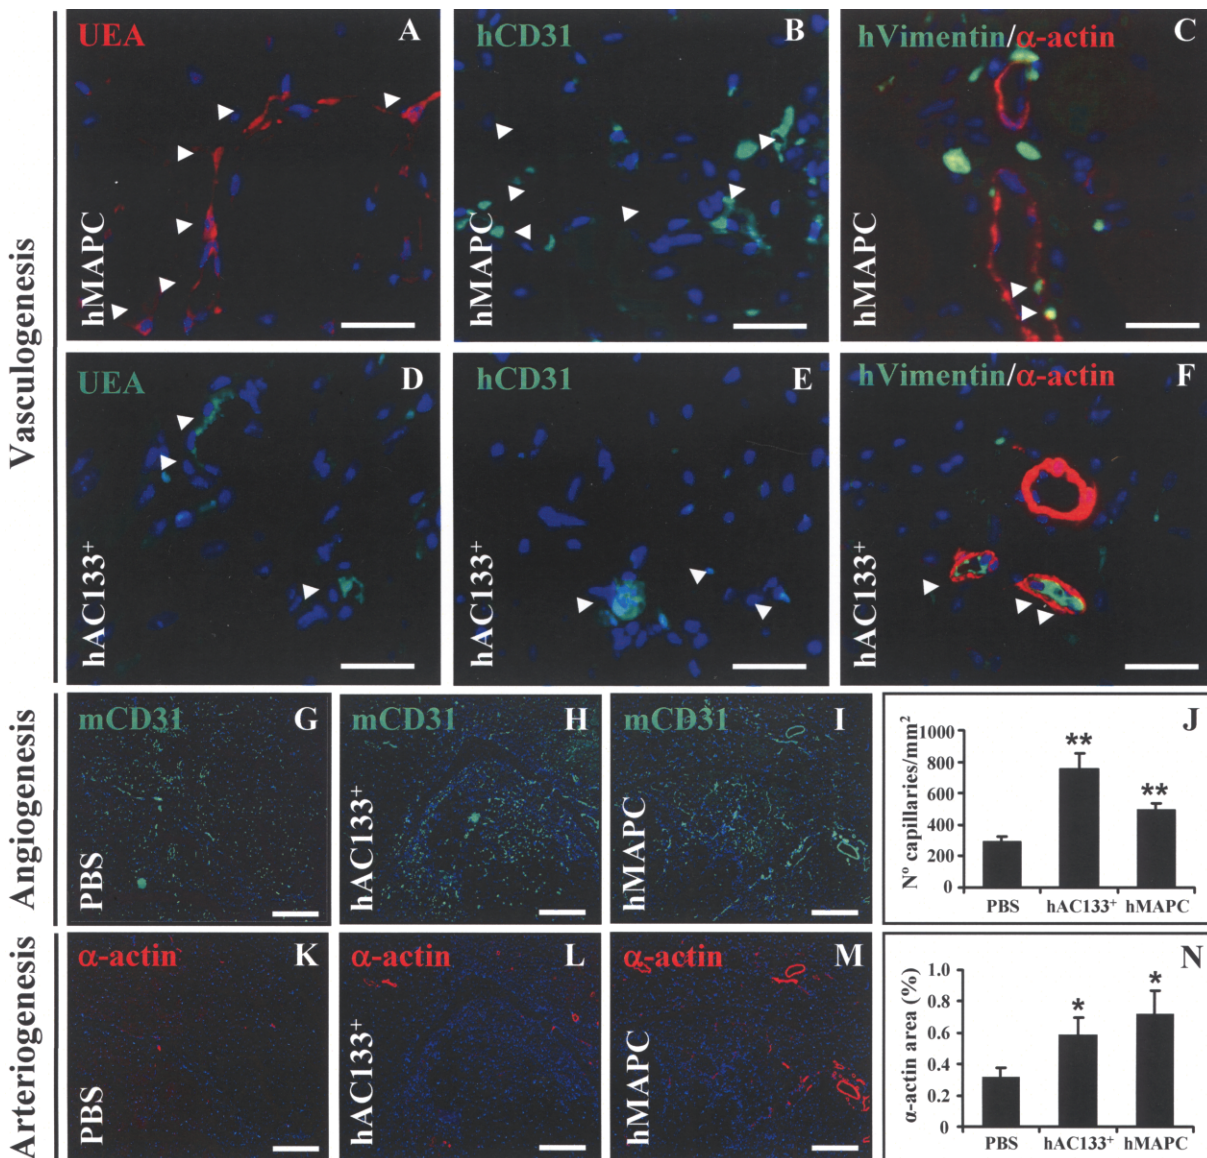 Vasculogenesis
UEA A
hMAPC
hCD31 B
hMAPC
hVimentin/α-actin C
hMAPC
UEA D
hAC133+
hCD31 E
hAC133+
hVimentin/α-actin F
hAC133+
Angiogenesis
mCD31 G
PBS
mCD31 H
hAC133+
mCD31 I
hMAPC
J
Nº capillaries/mm²
1000
800
600
400
200
0
**
**
PBS hAC133+ hMAPC
Arteriogenesis
α-actin K
PBS
α-actin L
hAC133+
α-actin M
hMAPC
N
α-actin area (%)
1.0
0.8
0.6
0.4
0.2
0
*
*
PBS hAC133+ hMAPC